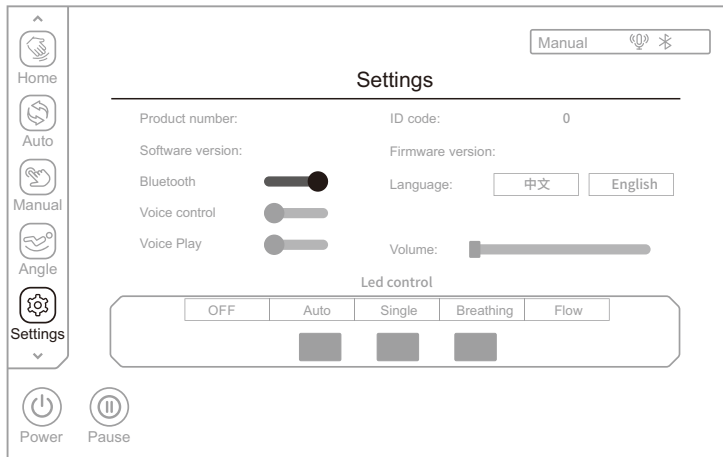 Home
Auto
Manual
Angle
Settings
Power
Pause
Manual
Settings
Product number:
ID code: 0
Software version:
Firmware version:
Bluetooth
Language: 中文 English
Voice control
Voice Play
Volume:
Led control
OFF Auto Single Breathing Flow